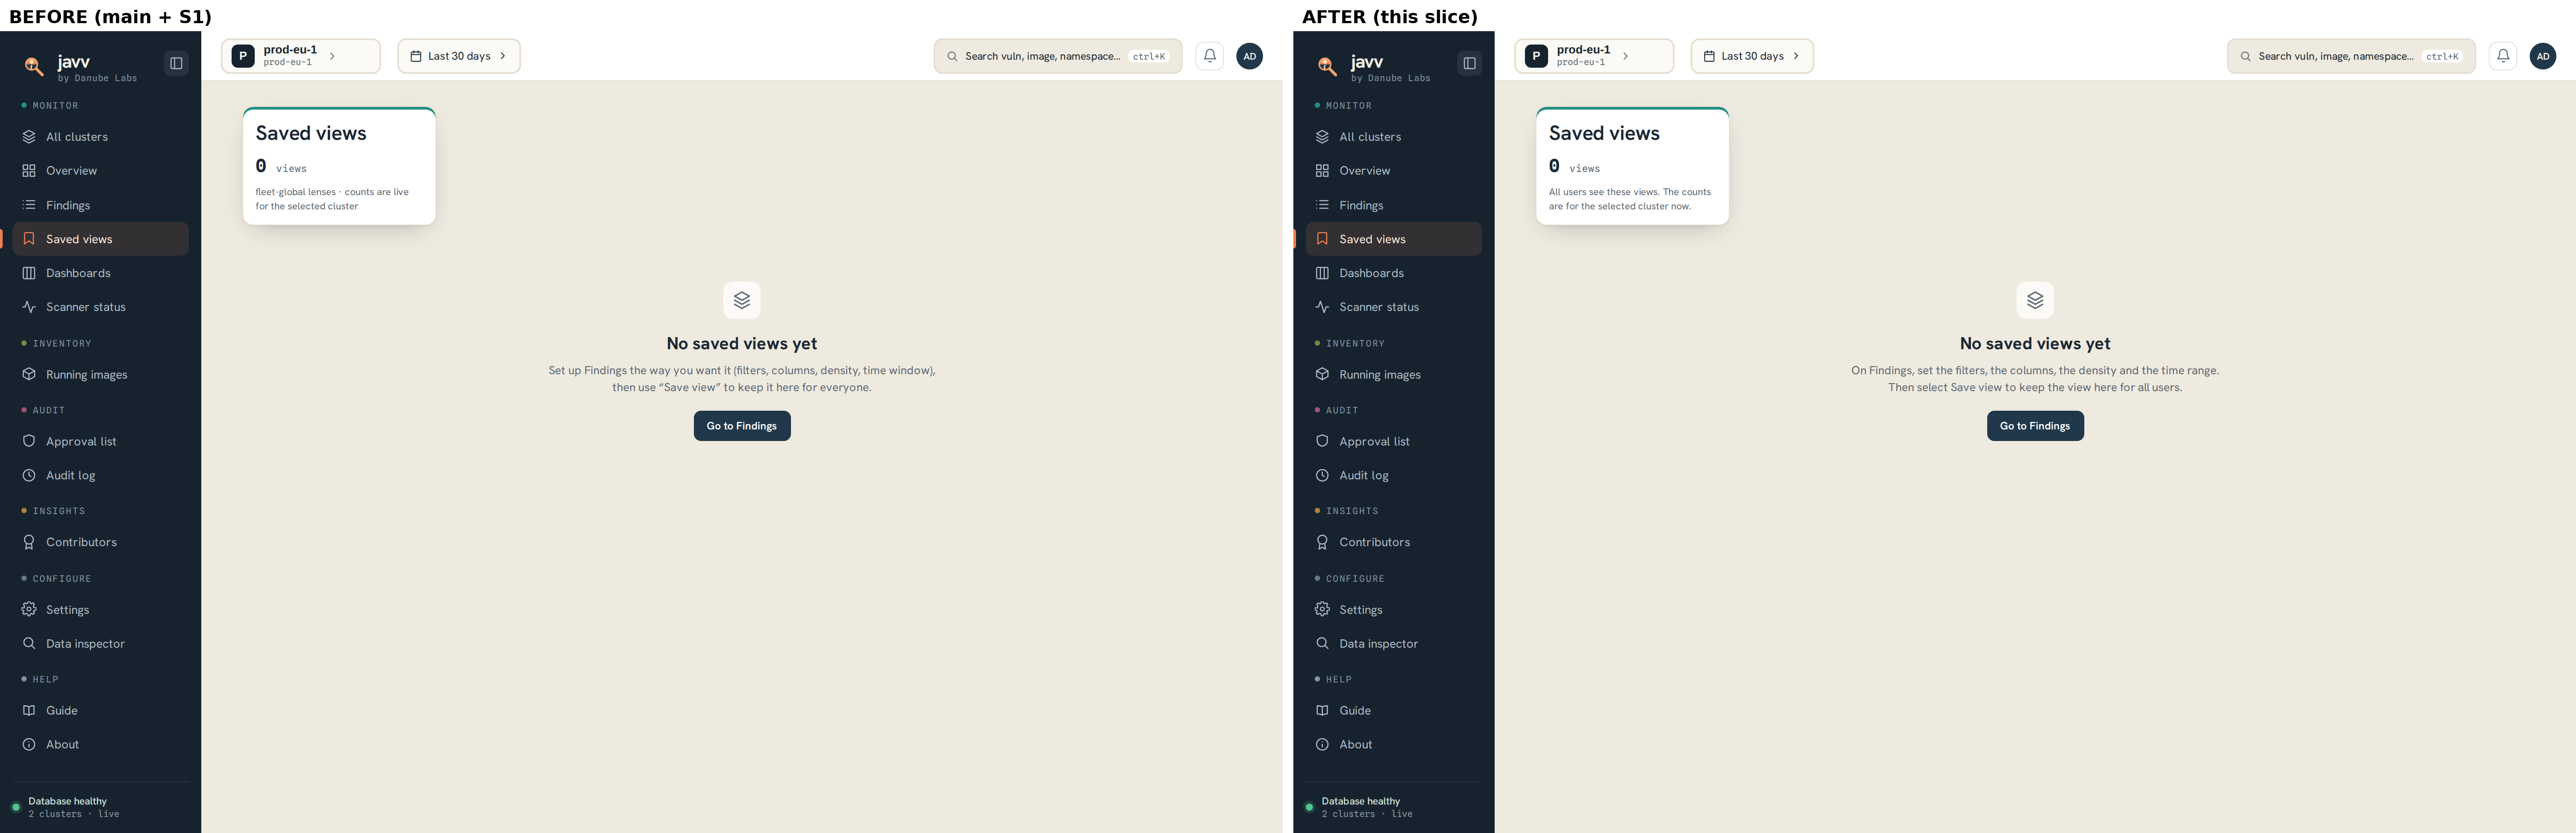 BEFORE (main + S1)
javv
by Danube Labs
MONITOR
All clusters
Overview
Findings
Saved views
Dashboards
Scanner status
INVENTORY
Running images
AUDIT
Approval list
Audit log
INSIGHTS
Contributors
CONFIGURE
Settings
Data inspector
HELP
Guide
About
Database healthy
2 clusters · live
P
prod-eu-1
prod-eu-1
Last 30 days
Search vuln, image, namespace... ctrl+K
AD
Saved views
0 views
fleet-global lenses · counts are live
for the selected cluster
No saved views yet
Set up Findings the way you want it (filters, columns, density, time window),
then use “Save view” to keep it here for everyone.
Go to Findings
AFTER (this slice)
javv
by Danube Labs
MONITOR
All clusters
Overview
Findings
Saved views
Dashboards
Scanner status
INVENTORY
Running images
AUDIT
Approval list
Audit log
INSIGHTS
Contributors
CONFIGURE
Settings
Data inspector
HELP
Guide
About
Database healthy
2 clusters · live
P
prod-eu-1
prod-eu-1
Last 30 days
Search vuln, image, namespace... ctrl+K
AD
Saved views
0 views
All users see these views. The counts
are for the selected cluster now.
No saved views yet
On Findings, set the filters, the columns, the density and the time range.
Then select Save view to keep the view here for all users.
Go to Findings